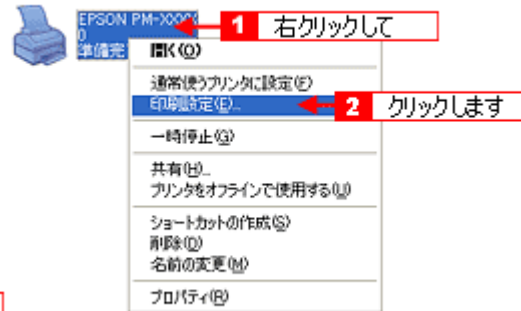 EPSON PM-XXXX
1 右クリックして
0
準備完
開く(O)
通常使うプリンタに設定(F)
印刷設定(E)...
2 クリックします
一時停止(G)
共有(H)...
プリンタをオフラインで使用する(U)
ショートカットの作成(S)
削除(D)
名前の変更(M)
プロパティ(R)